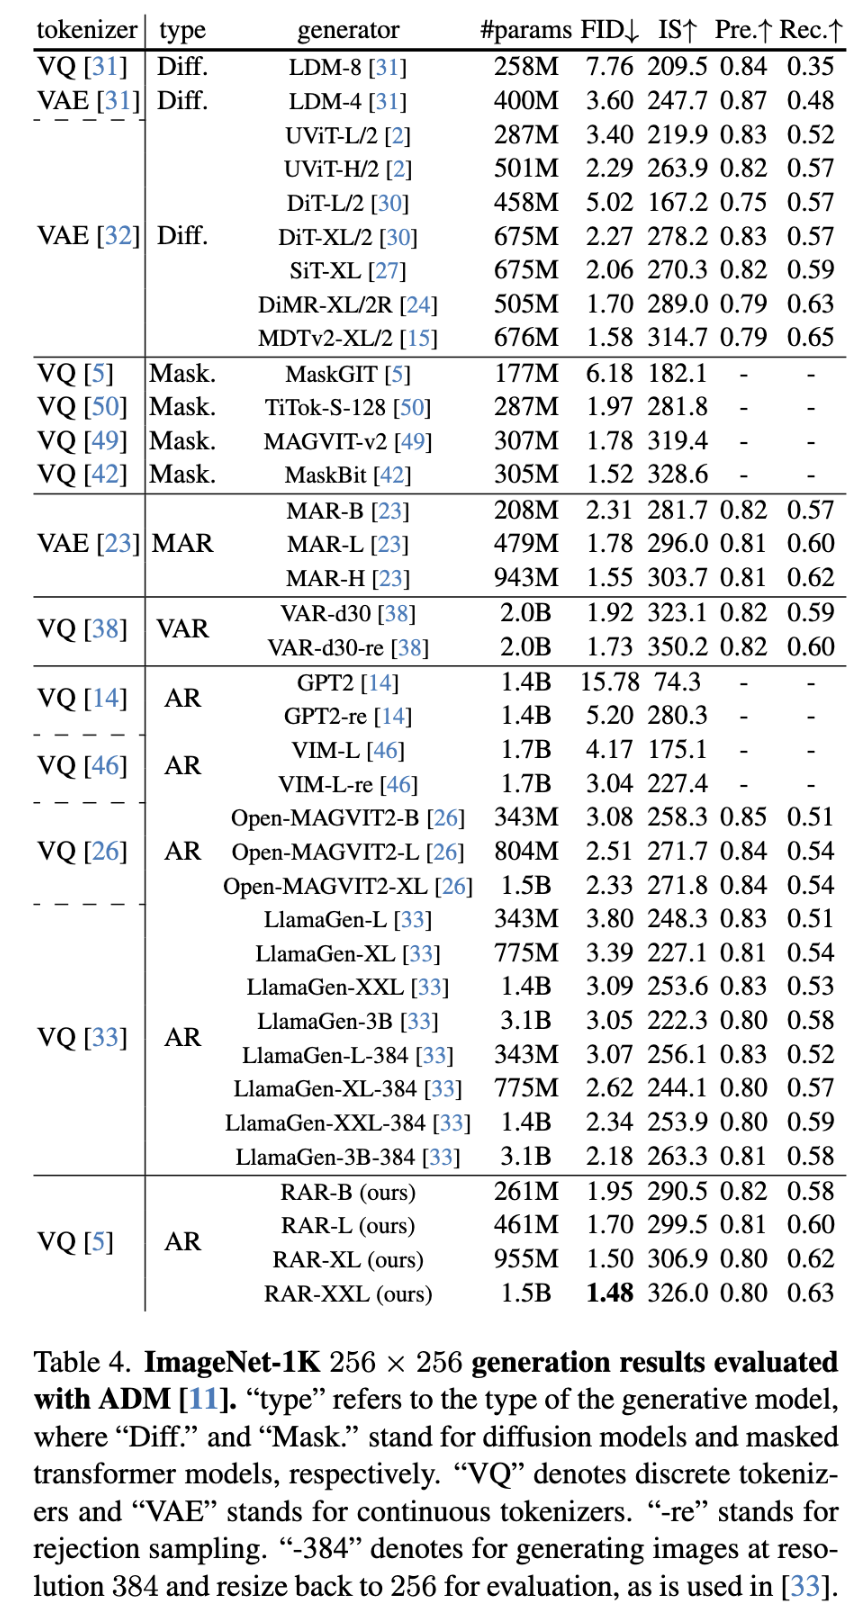 tokenizer type generator #params FID↓ IS↑ Pre.↑ Rec.↑
VQ [31] Diff. LDM-8 [31] 258M 7.76 209.5 0.84 0.35
VAE [31] Diff. LDM-4 [31] 400M 3.60 247.7 0.87 0.48
UViT-L/2 [2] 287M 3.40 219.9 0.83 0.52
UViT-H/2 [2] 501M 2.29 263.9 0.82 0.57
DiT-L/2 [30] 458M 5.02 167.2 0.75 0.57
VAE [32] Diff. DiT-XL/2 [30] 675M 2.27 278.2 0.83 0.57
SiT-XL [27] 675M 2.06 270.3 0.82 0.59
DiMR-XL/2R [24] 505M 1.70 289.0 0.79 0.63
MDTv2-XL/2 [15] 676M 1.58 314.7 0.79 0.65
VQ [5] Mask. MaskGIT [5] 177M 6.18 182.1 - -
VQ [50] Mask. TiTok-S-128 [50] 287M 1.97 281.8 - -
VQ [49] Mask. MAGVIT-v2 [49] 307M 1.78 319.4 - -
VQ [42] Mask. MaskBit [42] 305M 1.52 328.6 - -
MAR-B [23] 208M 2.31 281.7 0.82 0.57
VAE [23] MAR MAR-L [23] 479M 1.78 296.0 0.81 0.60
MAR-H [23] 943M 1.55 303.7 0.81 0.62
VQ [38] VAR VAR-d30 [38] 2.0B 1.92 323.1 0.82 0.59
VAR-d30-re [38] 2.0B 1.73 350.2 0.82 0.60
VQ [14] AR GPT2 [14] 1.4B 15.78 74.3 - -
GPT2-re [14] 1.4B 5.20 280.3 - -
VQ [46] AR VIM-L [46] 1.7B 4.17 175.1 - -
VIM-L-re [46] 1.7B 3.04 227.4 - -
Open-MAGVIT2-B [26] 343M 3.08 258.3 0.85 0.51
VQ [26] AR Open-MAGVIT2-L [26] 804M 2.51 271.7 0.84 0.54
Open-MAGVIT2-XL [26] 1.5B 2.33 271.8 0.84 0.54
LlamaGen-L [33] 343M 3.80 248.3 0.83 0.51
LlamaGen-XL [33] 775M 3.39 227.1 0.81 0.54
LlamaGen-XXL [33] 1.4B 3.09 253.6 0.83 0.53
LlamaGen-3B [33] 3.1B 3.05 222.3 0.80 0.58
VQ [33] AR LlamaGen-L-384 [33] 343M 3.07 256.1 0.83 0.52
LlamaGen-XL-384 [33] 775M 2.62 244.1 0.80 0.57
LlamaGen-XXL-384 [33] 1.4B 2.34 253.9 0.80 0.59
LlamaGen-3B-384 [33] 3.1B 2.18 263.3 0.81 0.58
RAR-B (ours) 261M 1.95 290.5 0.82 0.58
VQ [5] AR RAR-L (ours) 461M 1.70 299.5 0.81 0.60
RAR-XL (ours) 955M 1.50 306.9 0.80 0.62
RAR-XXL (ours) 1.5B 1.48 326.0 0.80 0.63
Table 4. ImageNet-1K 256 × 256 generation results evaluated
with ADM [11]. “type” refers to the type of the generative model,
where “Diff.” and “Mask.” stand for diffusion models and masked
transformer models, respectively. “VQ” denotes discrete tokeniz-
ers and “VAE” stands for continuous tokenizers. “-re” stands for
rejection sampling. “-384” denotes for generating images at reso-
lution 384 and resize back to 256 for evaluation, as is used in [33].